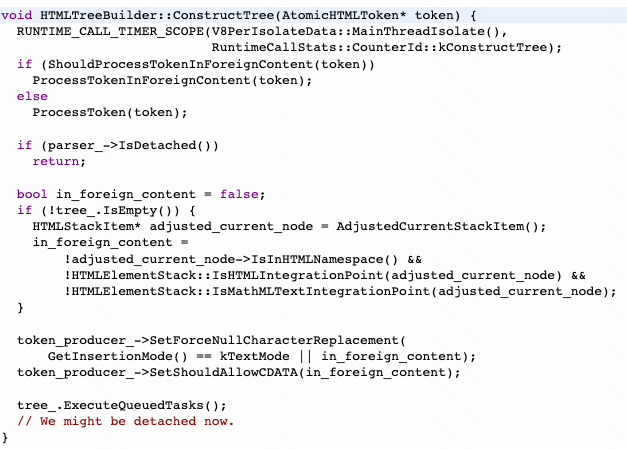 void HTMLTreeBuilder::ConstructTree(AtomicHTMLToken* token) {
  RUNTIME_CALL_TIMER_SCOPE(V8PerIsolateData::MainThreadIsolate(),
                           RuntimeCallStats::CounterId::kConstructTree);
  if (ShouldProcessTokenInForeignContent(token))
    ProcessTokenInForeignContent(token);
  else
    ProcessToken(token);

  if (parser_->IsDetached())
    return;

  bool in_foreign_content = false;
  if (!tree_.IsEmpty()) {
    HTMLStackItem* adjusted_current_node = AdjustedCurrentStackItem();
    in_foreign_content =
        !adjusted_current_node->IsInHTMLNamespace() &&
        !HTMLElementStack::IsHTMLIntegrationPoint(adjusted_current_node) &&
        !HTMLElementStack::IsMathMLTextIntegrationPoint(adjusted_current_node);
  }

  token_producer_->SetForceNullCharacterReplacement(
      GetInsertionMode() == kTextMode || in_foreign_content);
  token_producer_->SetShouldAllowCDATA(in_foreign_content);

  tree_.ExecuteQueuedTasks();
  // We might be detached now.
}